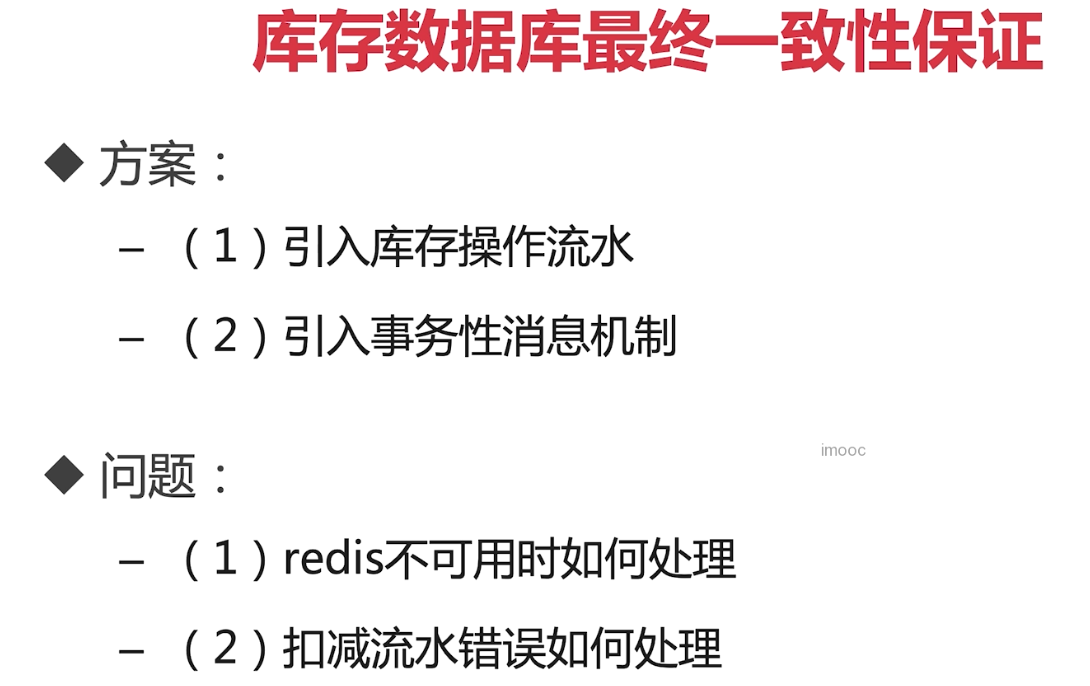 库存数据库最终一致性保证
◆ 方案：
– （1）引入库存操作流水
– （2）引入事务性消息机制
imooc
◆ 问题：
– （1）redis不可用时如何处理
– （2）扣减流水错误如何处理